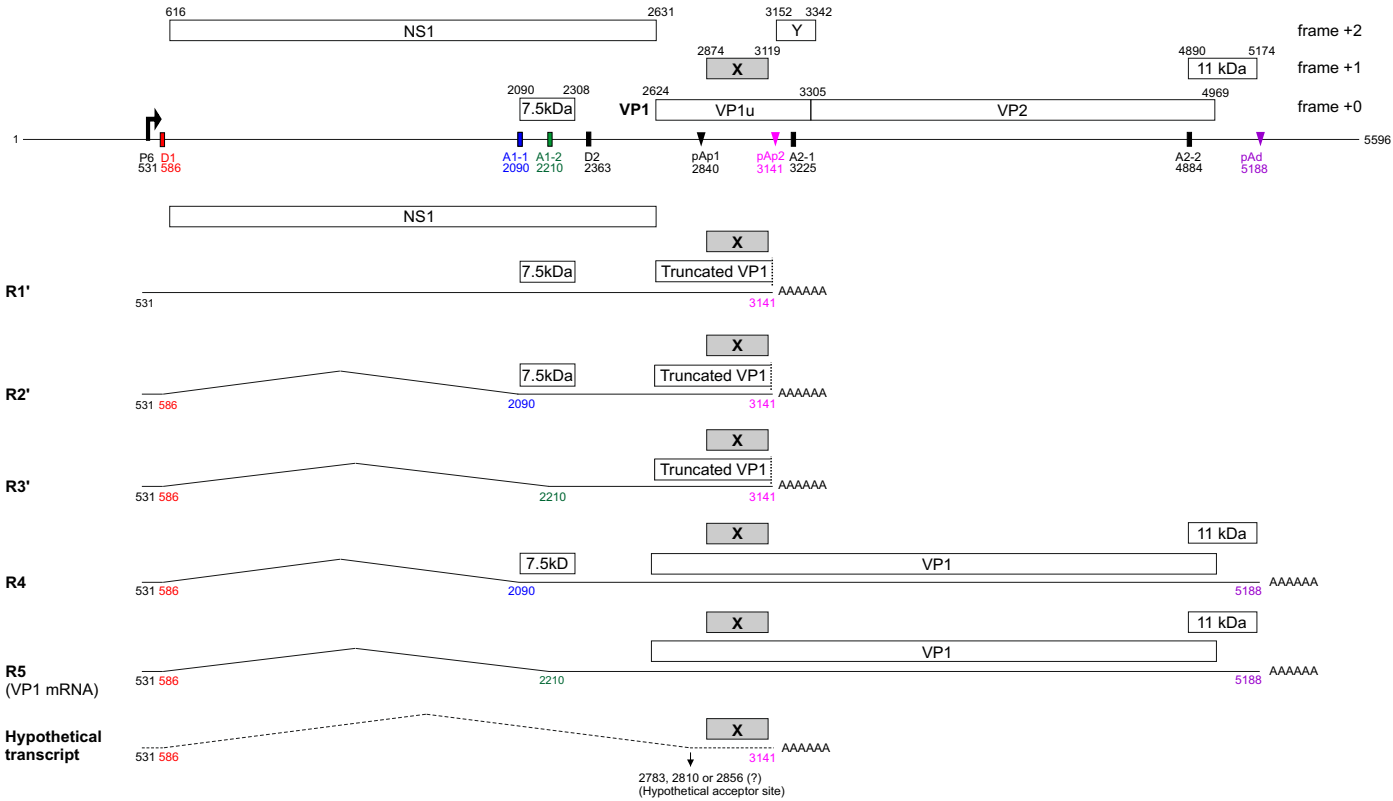 616 2631 3152 3342
NS1 Y frame +2
2874 3119 4890 5174
X 11 kDa frame +1
2090 2308 2624 3305 4969
7.5kDa VP1 VP1u VP2 frame +0
1 5596
P6 D1 A1-1 A1-2 D2 pAp1 pAp2 A2-1 A2-2 pAd
531 586 2090 2210 2363 2840 3141 3225 4884 5188
NS1
X
7.5kDa Truncated VP1
R1' AAAAAA
531 3141
X
7.5kDa Truncated VP1
R2' AAAAAA
531 586 2090 3141
X
Truncated VP1
R3' AAAAAA
531 586 2210 3141
X 11 kDa
7.5kD VP1
R4 AAAAAA
531 586 2090 5188
X 11 kDa
VP1
R5 AAAAAA
531 586 2210 5188
(VP1 mRNA)
X
Hypothetical
transcript AAAAAA
531 586 3141
2783, 2810 or 2856 (?)
(Hypothetical acceptor site)